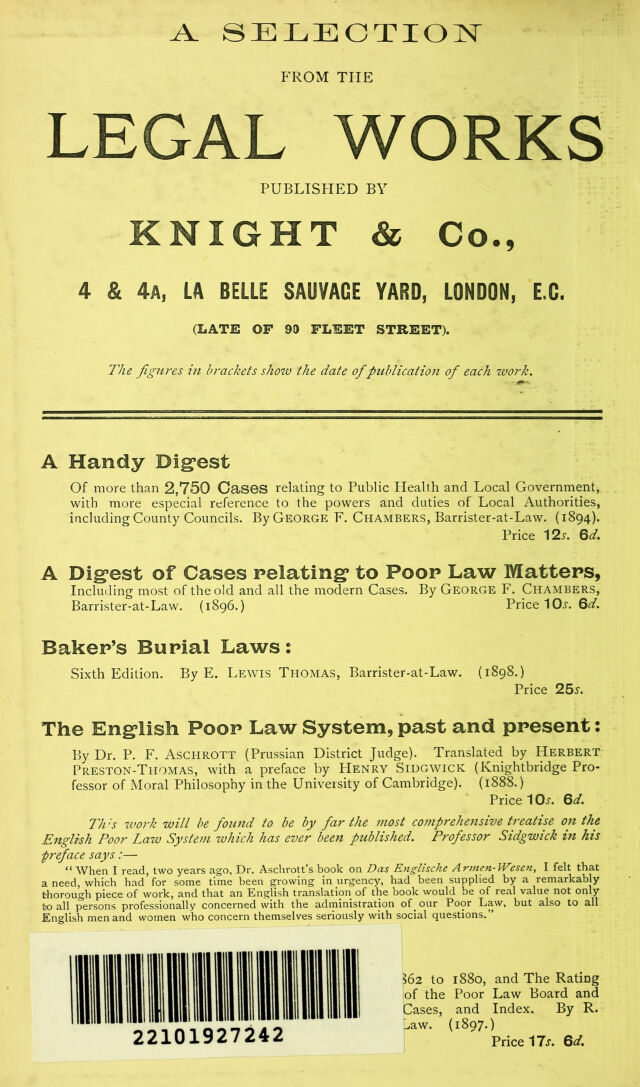 A SELECTION
FROM THE
LEGAL WORKS
PUBLISHED BY
KNIGHT & Co.,
4 & 4A, LA BELLE SAUVAGE YARD, LONDON, E.C.
(LATE OF 90 FLEET STREET).
The figures in brackets show the date of publication of each work.
A Handy Digest
Of more than 2,750 Cases relating to Public Health and Local Government,
with more especial reference to the powers and duties of Local Authorities,
including County Councils. By GEORGE F. CHAMBERS, Barrister-at-Law. (1894).
Price 12s. 6d.
A Digest of Cases relating to Poor Law Matters,
Including most of the old and all the modern Cases. By GEORGE F. CHAMBERS,
Barrister-at-Law. (1896.) Price 10s. 6d.
Baker's Burial Laws:
Sixth Edition. By E. LEWIS THOMAS, Barrister-at-Law. (1898.)
Price 25s.
The English Poor Law System, past and present:
By Dr. P. F. ASCHROTT (Prussian District Judge). Translated by HERBERT
PRESTON-THOMAS, with a preface by HENRY SIDGWICK (Knightbridge Pro-
fessor of Moral Philosophy in the University of Cambridge). (1888.)
Price 10s. 6d.
This work will be found to be by far the most comprehensive treatise on the
English Poor Law System which has ever been published. Professor Sidgwick in his
preface says:—
"When I read, two years ago, Dr. Aschrott's book on Das Englische Armen-Wesen, I felt that
a need, which had for some time been growing in urgency, had been supplied by a remarkably
thorough piece of work, and that an English translation of the book would be of real value not only
to all persons professionally concerned with the administration of our Poor Law, but also to all
English men and women who concern themselves seriously with social questions."
862 to 1880, and The Rating
of the Poor Law Board and
Cases, and Index. By R.
Law. (1897.)
Price 17s. 6d.
22101927242